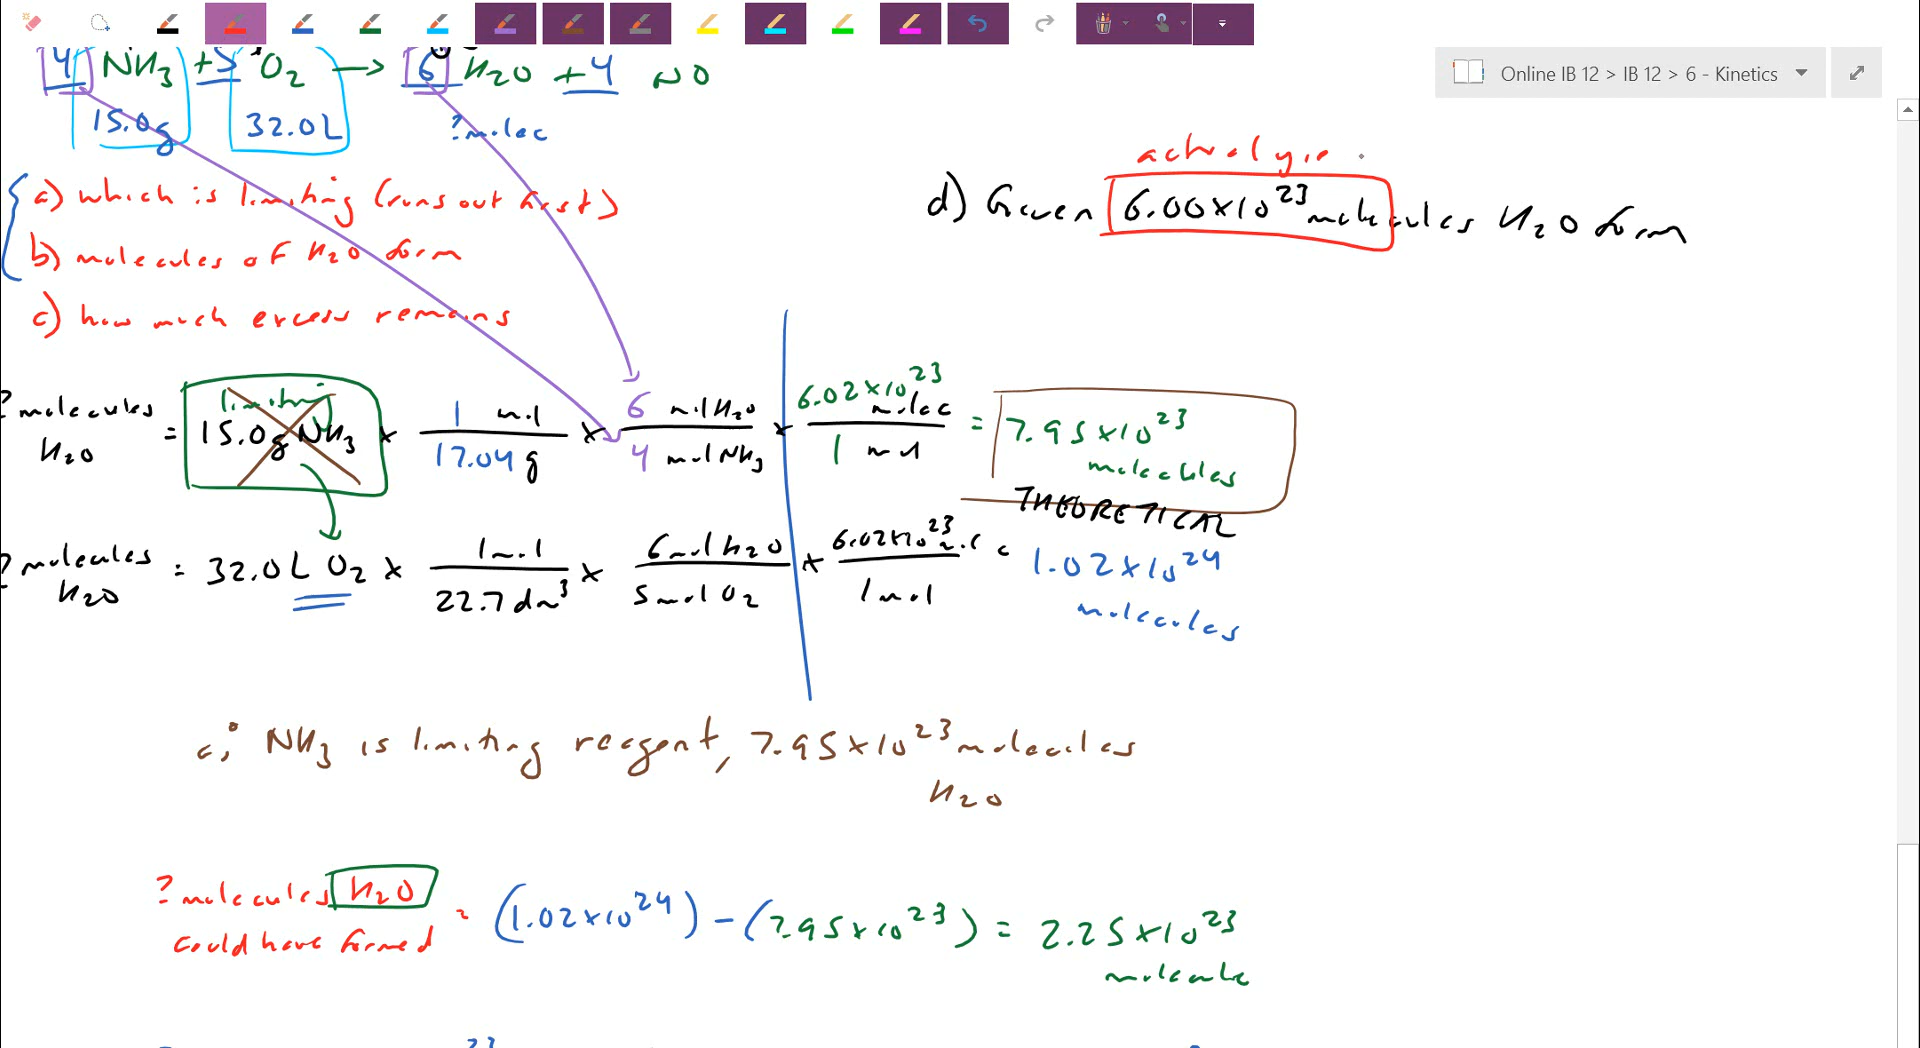 Online IB 12 > IB 12 > 6 - Kinetics
4 NH3 + 5 O2 → 6 H2O + 4 NO
15.0g 32.0L ? molec
a) which is limiting (runs out first)
b) molecules of H2O form
c) how much excess remains
actual yie
d) Given 6.00×10^23 molecules H2O form
? molecules H2O = 15.0g NH3 × 1 mol / 17.04 g × 6 mol H2O / 4 mol NH3 × 6.02×10^23 molec / 1 mol = 7.95×10^23 molecules
limiting
THEORETICAL
? molecules H2O = 32.0L O2 × 1 mol / 22.7 dm^3 × 6 mol H2O / 5 mol O2 × 6.02×10^23 / 1 mol = 1.02×10^24 molecules
∴ NH3 is limiting reagent, 7.95×10^23 molecules
H2O
? molecules H2O could have formed = (1.02×10^24) - (7.95×10^23) = 2.25×10^23
molecule